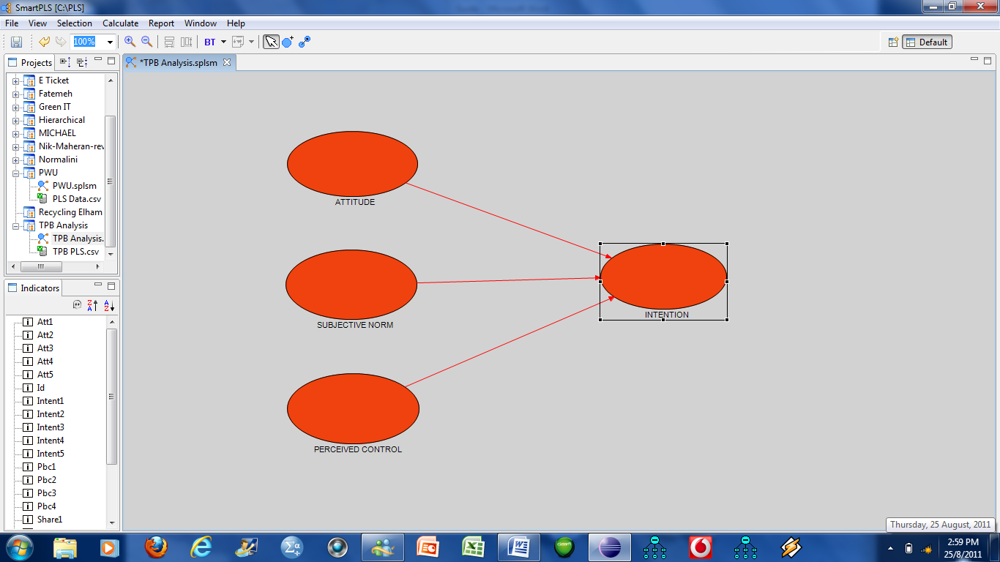 SmartPLS [C:\PLS]
File View Selection Calculate Report Window Help
100%
BT
Default
Projects
*TPB Analysis.splsm
E Ticket
Fatemeh
Green IT
Hierarchical
MICHAEL
Nik-Maheran-rev
Normalini
PWU
PWU.splsm
PLS Data.csv
Recycling Elham
TPB Analysis
TPB Analysis.
TPB PLS.csv
Indicators
Att1
Att2
Att3
Att4
Att5
Id
Intent1
Intent2
Intent3
Intent4
Intent5
Pbc1
Pbc2
Pbc3
Pbc4
Share1
ATTITUDE
SUBJECTIVE NORM
PERCEIVED CONTROL
INTENTION
Thursday, 25 August, 2011
2:59 PM
25/8/2011